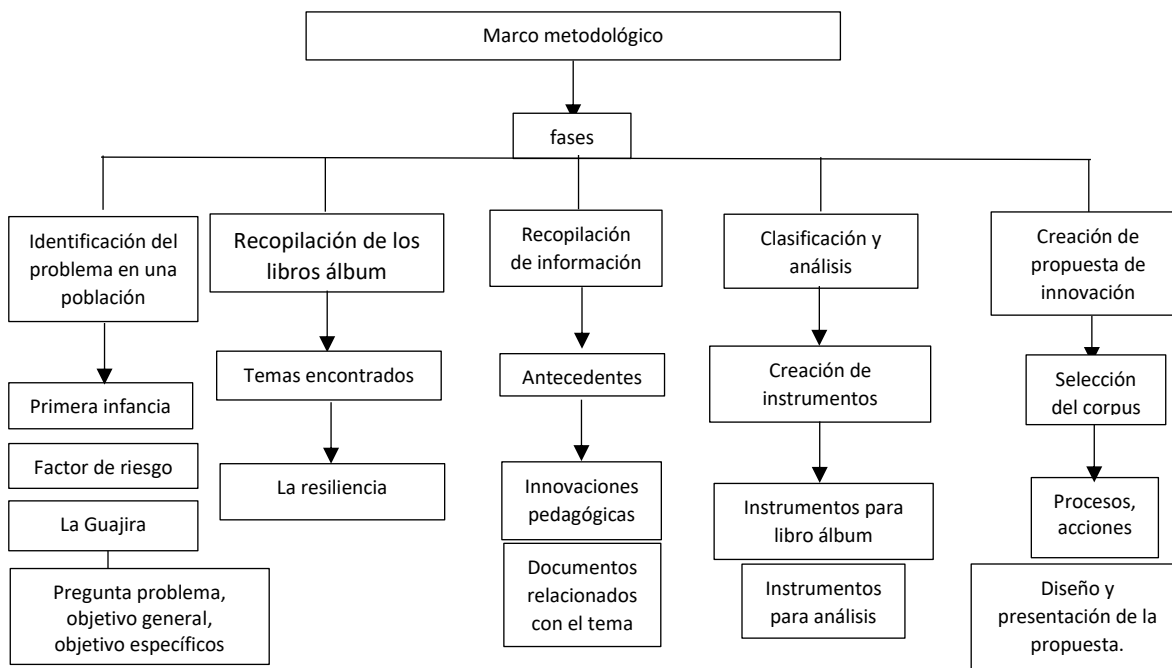 Marco metodológico
fases
Identificación del
problema en una
población
Primera infancia
Factor de riesgo
La Guajira
Pregunta problema,
objetivo general,
objetivo específicos
Recopilación de los
libros álbum
Temas encontrados
La resiliencia
Recopilación
de información
Antecedentes
Innovaciones
pedagógicas
Documentos
relacionados
con el tema
Clasificación y
análisis
Creación de
instrumentos
Instrumentos para
libro álbum
Instrumentos
para análisis
Creación de
propuesta de
innovación
Selección
del corpus
Procesos,
acciones
Diseño y
presentación de la
propuesta.